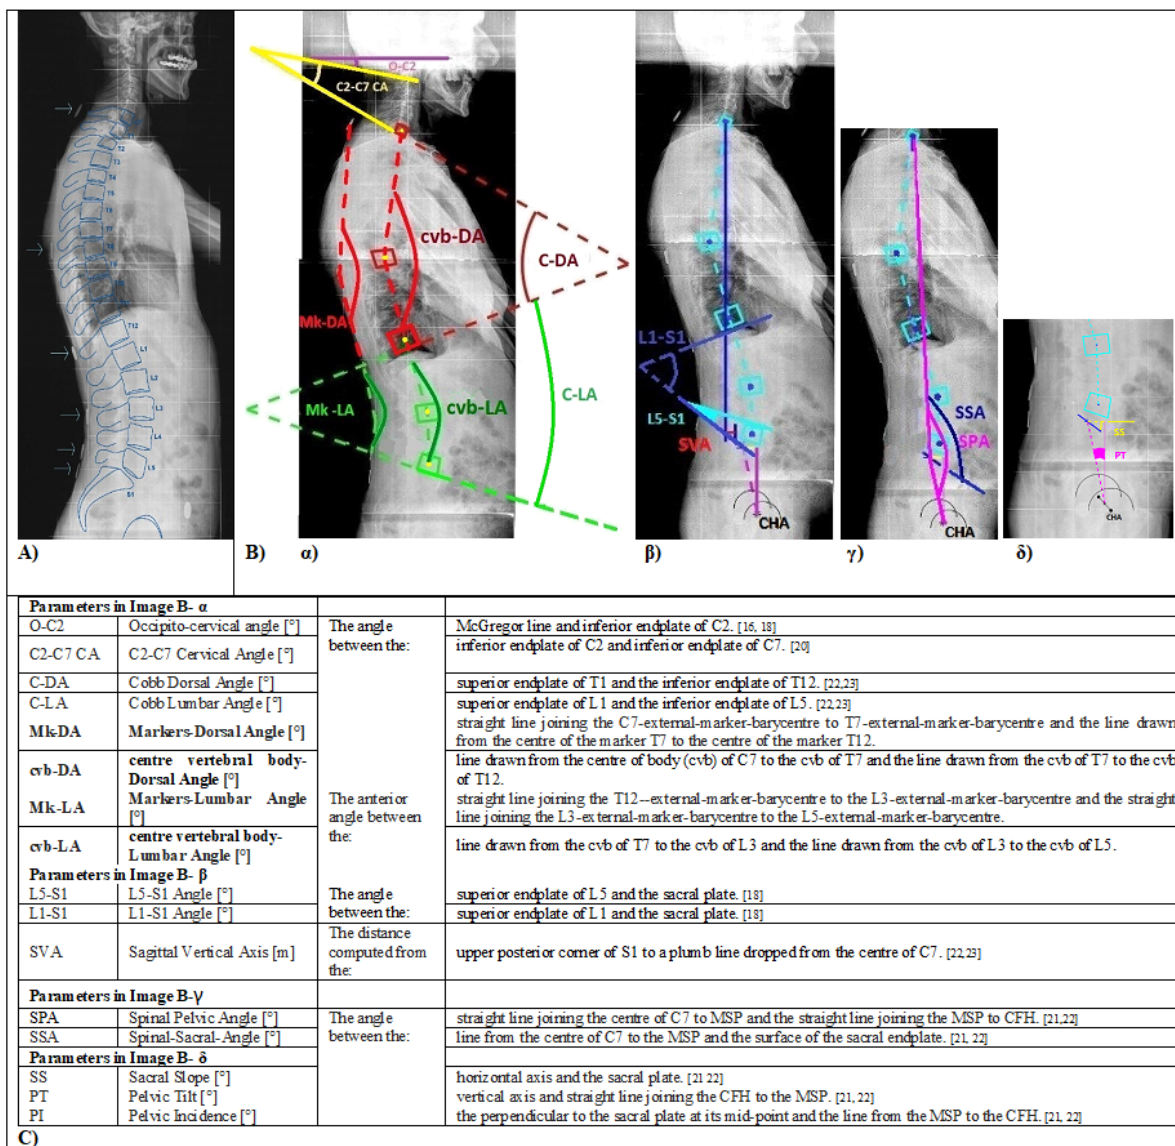 T2
T3
T4
T5
T12
L1
L2
L3
L4
L5
S1
A)
O-C2
C2-C7 CA
cvb-DA
C-DA
Mk-DA
Mk-LA
cvb-LA
C-LA
B)
α)
L1-S1
L5-S1
SVA
CHA
β)
SSA
SPA
CHA
γ)
SS
PT
CHA
δ)
Parameters in Image B- α
O-C2 Occipito-cervical angle [°] The angle between the: McGregor line and inferior endplate of C2. [16, 18]
C2-C7 CA C2-C7 Cervical Angle [°] inferior endplate of C2 and inferior endplate of C7. [20]
C-DA Cobb Dorsal Angle [°] superior endplate of T1 and the inferior endplate of T12. [22,23]
C-LA Cobb Lumbar Angle [°] superior endplate of L1 and the inferior endplate of L5. [22,23]
Mk-DA Markers-Dorsal Angle [°] straight line joining the C7-external-marker-barycentre to T7-external-marker-barycentre and the line drawn
from the centre of the marker T7 to the centre of the marker T12.
cvb-DA centre vertebral body- line drawn from the centre of body (cvb) of C7 to the cvb of T7 and the line drawn from the cvb of T7 to the cvb
Dorsal Angle [°] of T12.
Mk-LA Markers-Lumbar Angle The anterior straight line joining the T12--external-marker-barycentre to the L3-external-marker-barycentre and the straight
[°] angle between line joining the L3-external-marker-barycentre to the L5-external-marker-barycentre.
the:
cvb-LA centre vertebral body- line drawn from the cvb of T7 to the cvb of L3 and the line drawn from the cvb of L3 to the cvb of L5.
Lumbar Angle [°]
Parameters in Image B- β
L5-S1 L5-S1 Angle [°] The angle superior endplate of L5 and the sacral plate. [18]
L1-S1 L1-S1 Angle [°] between the: superior endplate of L1 and the sacral plate. [18]
The distance
SVA Sagittal Vertical Axis [m] computed from upper posterior corner of S1 to a plumb line dropped from the centre of C7. [22,23]
the:
Parameters in Image B-γ
SPA Spinal Pelvic Angle [°] The angle straight line joining the centre of C7 to MSP and the straight line joining the MSP to CFH. [21,22]
SSA Spinal-Sacral-Angle [°] between the: line from the centre of C7 to the MSP and the surface of the sacral endplate. [21, 22]
Parameters in Image B- δ
SS Sacral Slope [°] horizontal axis and the sacral plate. [21 22]
PT Pelvic Tilt [°] vertical axis and straight line joining the CFH to the MSP. [21, 22]
PI Pelvic Incidence [°] the perpendicular to the sacral plate at its mid-point and the line from the MSP to the CFH. [21, 22]
C)